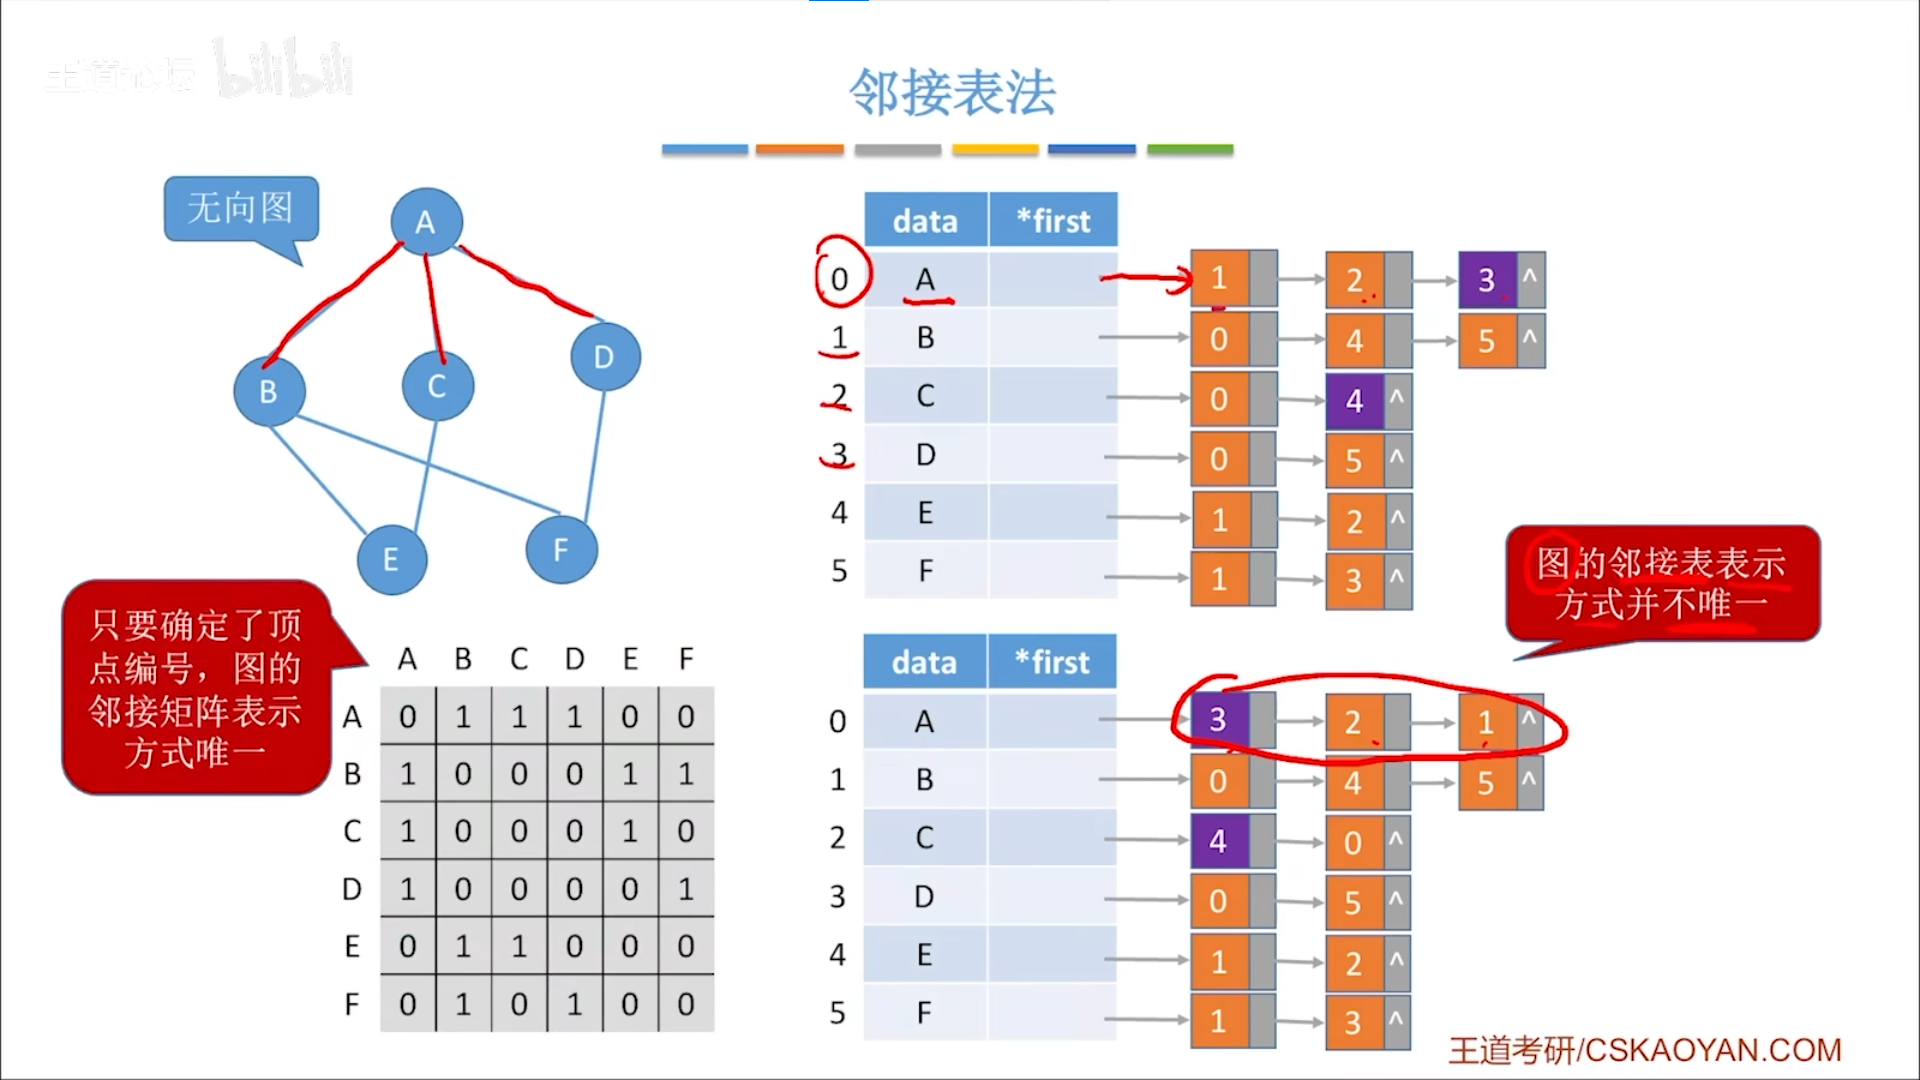 王道论坛 bilibili
邻接表法
无向图
A
B
C
D
E
F
data *first
0 A 1 2 3 ^
1 B 0 4 5 ^
2 C 0 4 ^
3 D 0 5 ^
4 E 1 2 ^
5 F 1 3 ^
图的邻接表表示
方式并不唯一
只要确定了顶
点编号，图的
邻接矩阵表示
方式唯一
A B C D E F
A 0 1 1 1 0 0
B 1 0 0 0 1 1
C 1 0 0 0 1 0
D 1 0 0 0 0 1
E 0 1 1 0 0 0
F 0 1 0 1 0 0
data *first
0 A 3 2 1 ^
1 B 0 4 5 ^
2 C 4 0 ^
3 D 0 5 ^
4 E 1 2 ^
5 F 1 3 ^
王道考研/CSKAOYAN.COM